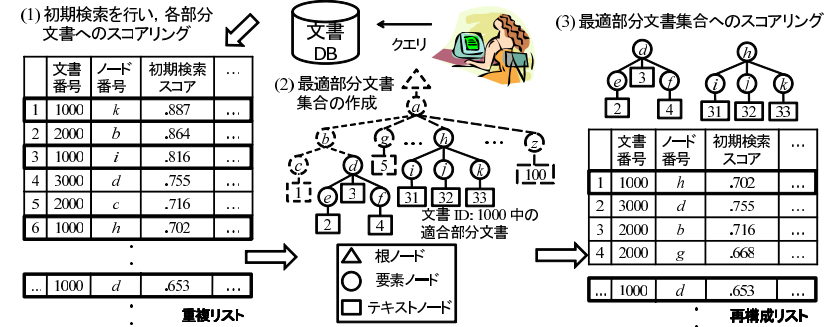 (1) 初期検索を行い, 各部分
文書へのスコアリング
文書
番号
ノード
番号
初期検索
スコア
…
1 1000 k .887 …
2 2000 b .864 …
3 1000 i .816 …
4 3000 d .755 …
5 2000 c .716 …
6 1000 h .702 …
... 1000 d .653 …
重複リスト
文書
DB
クエリ
(2) 最適部分文書
集合の作成
a
b g … h … z
c d 5 i j k 100
1 e 3 f 31 32 33
2 4
文書 ID: 1000 中の
適合部分文書
根ノード
要素ノード
テキストノード
(3) 最適部分文書集合へのスコアリング
d h
e 3 f i j k
2 4 31 32 33
文書
番号
ノード
番号
初期検索
スコア
…
1 1000 h .702 …
2 3000 d .755 …
3 2000 b .716 …
4 2000 g .668 …
... 1000 d .653 …
再構成リスト